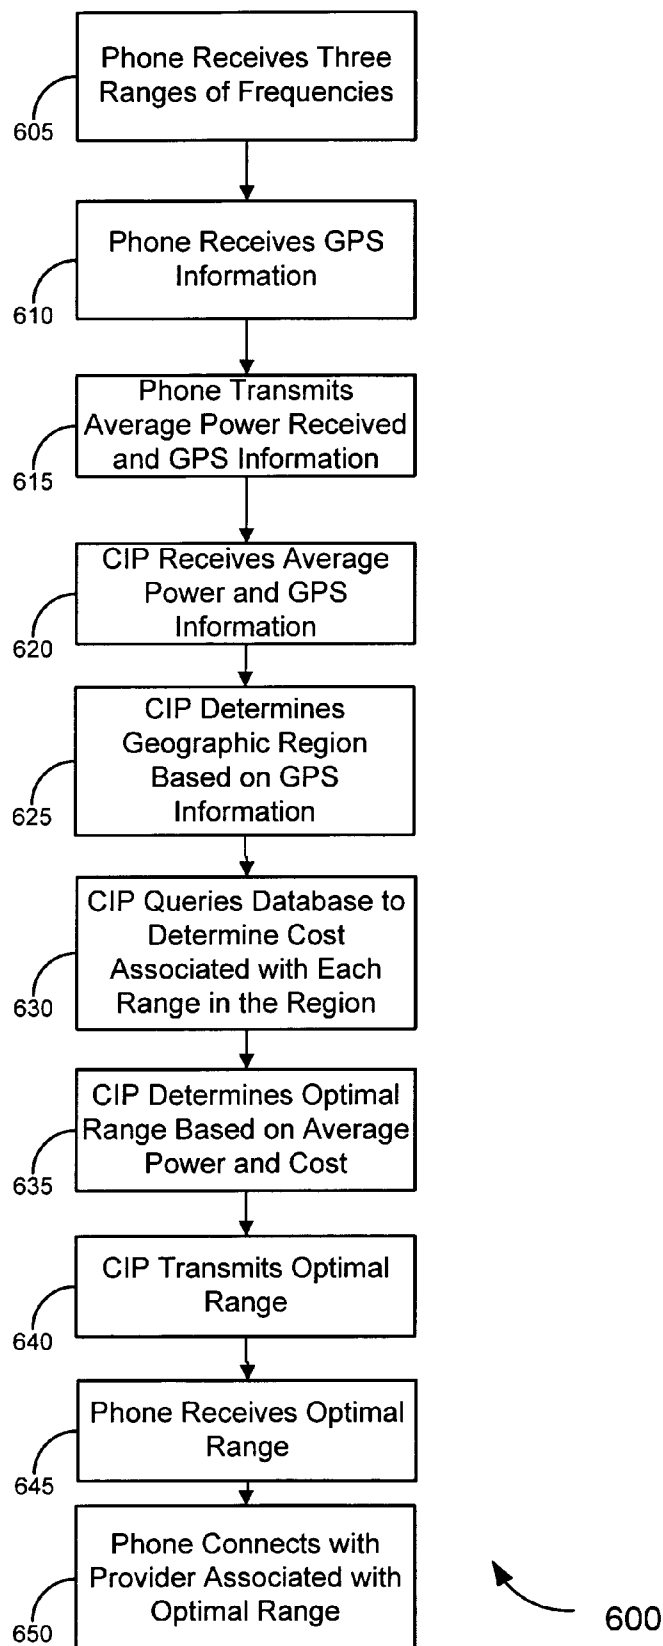 Phone Receives Three
Ranges of Frequencies
605
Phone Receives GPS
Information
610
Phone Transmits
Average Power Received
and GPS Information
615
CIP Receives Average
Power and GPS
Information
620
CIP Determines
Geographic Region
Based on GPS
Information
625
CIP Queries Database to
Determine Cost
Associated with Each
Range in the Region
630
CIP Determines Optimal
Range Based on Average
Power and Cost
635
CIP Transmits Optimal
Range
640
Phone Receives Optimal
Range
645
Phone Connects with
Provider Associated with
Optimal Range
650
600